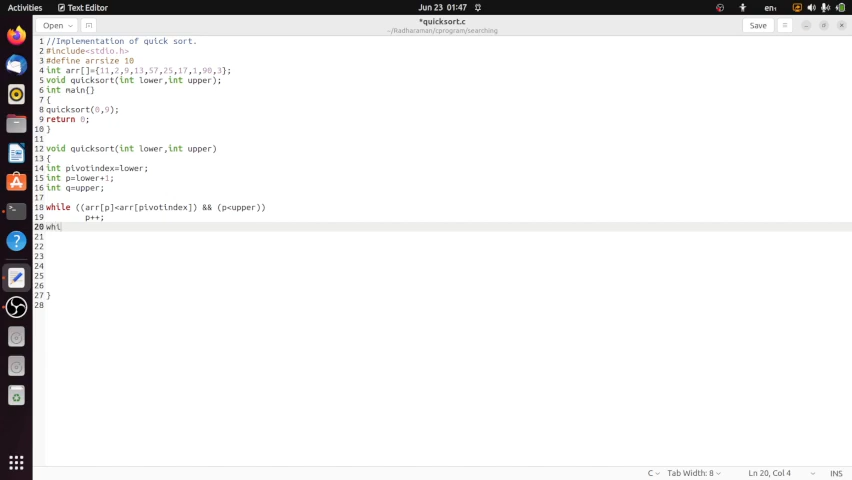 Activities
Text Editor
Jun 23 01:47
en₁
Open
*quicksort.c
~/Radharaman/cprogram/searching
Save
1 //Implementation of quick sort.
2 #include<stdio.h>
3 #define arrsize 10
4 int arr[]={11,2,9,13,57,25,17,1,90,3};
5 void quicksort(int lower,int upper);
6 int main{}
7 {
8 quicksort(0,9);
9 return 0;
10 }
11
12 void quicksort(int lower,int upper)
13 {
14 int pivotindex=lower;
15 int p=lower+1;
16 int q=upper;
17
18 while ((arr[p]<arr[pivotindex]) && (p<upper))
19 p++;
20 whi
21
22
23
24
25
26
27 }
28
C
Tab Width: 8
Ln 20, Col 4
INS